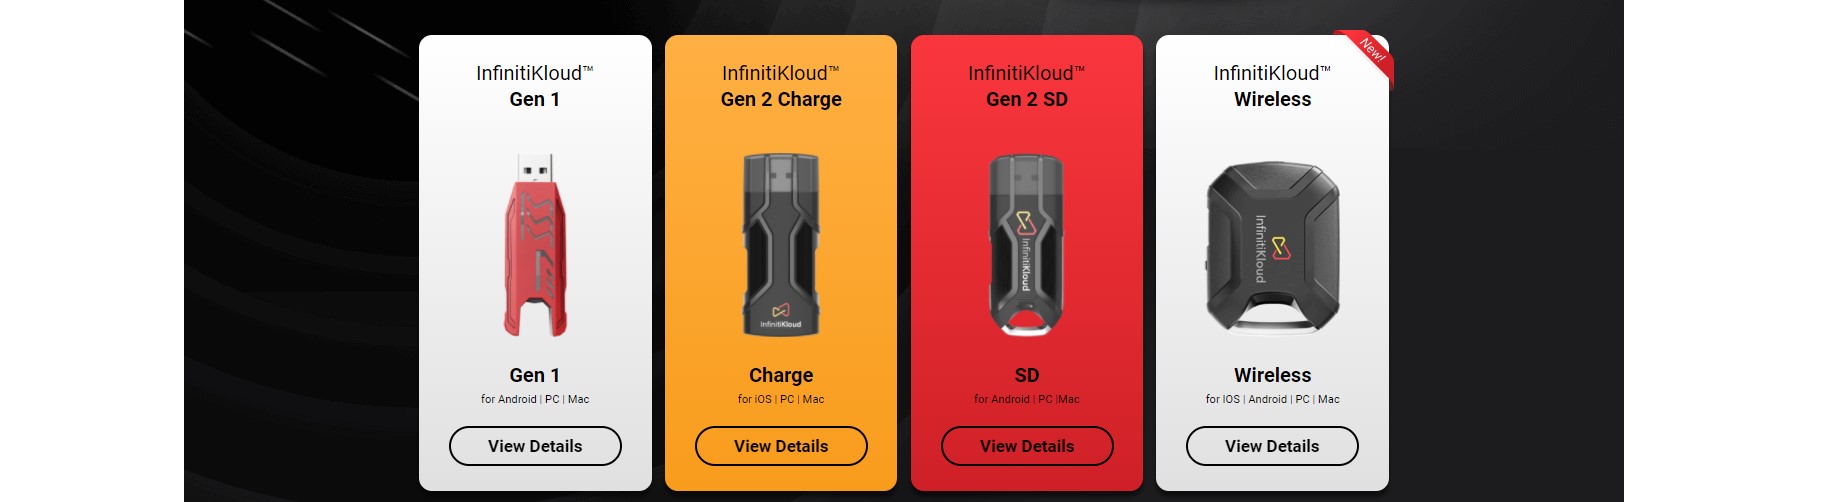 InfinitiKloud™
Gen 1
Gen 1
for Android | PC | Mac
View Details
InfinitiKloud™
Gen 2 Charge
InfinitiKloud
Charge
for iOS | PC | Mac
View Details
InfinitiKloud™
Gen 2 SD
InfinitiKloud
SD
for Android | PC |Mac
View Details
New!
InfinitiKloud™
Wireless
InfinitiKloud
Wireless
for IOS | Android | PC | Mac
View Details